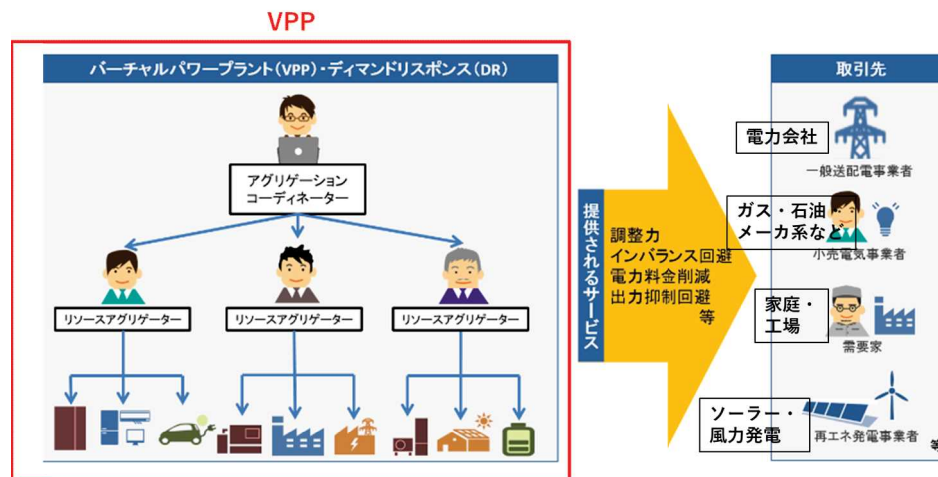 VPP
バーチャルパワープラント(VPP)・ディマンドリスポンス(DR)
アグリゲーション
コーディネーター
リソースアグリゲーター
リソースアグリゲーター
リソースアグリゲーター
提供されるサービス
調整力
インバランス回避
電力料金削減
出力抑制回避
等
取引先
電力会社
一般送配電事業者
ガス・石油
メーカ系など
小売電気事業者
家庭・
工場
需要家
ソーラー・
風力発電
再エネ発電事業者
等